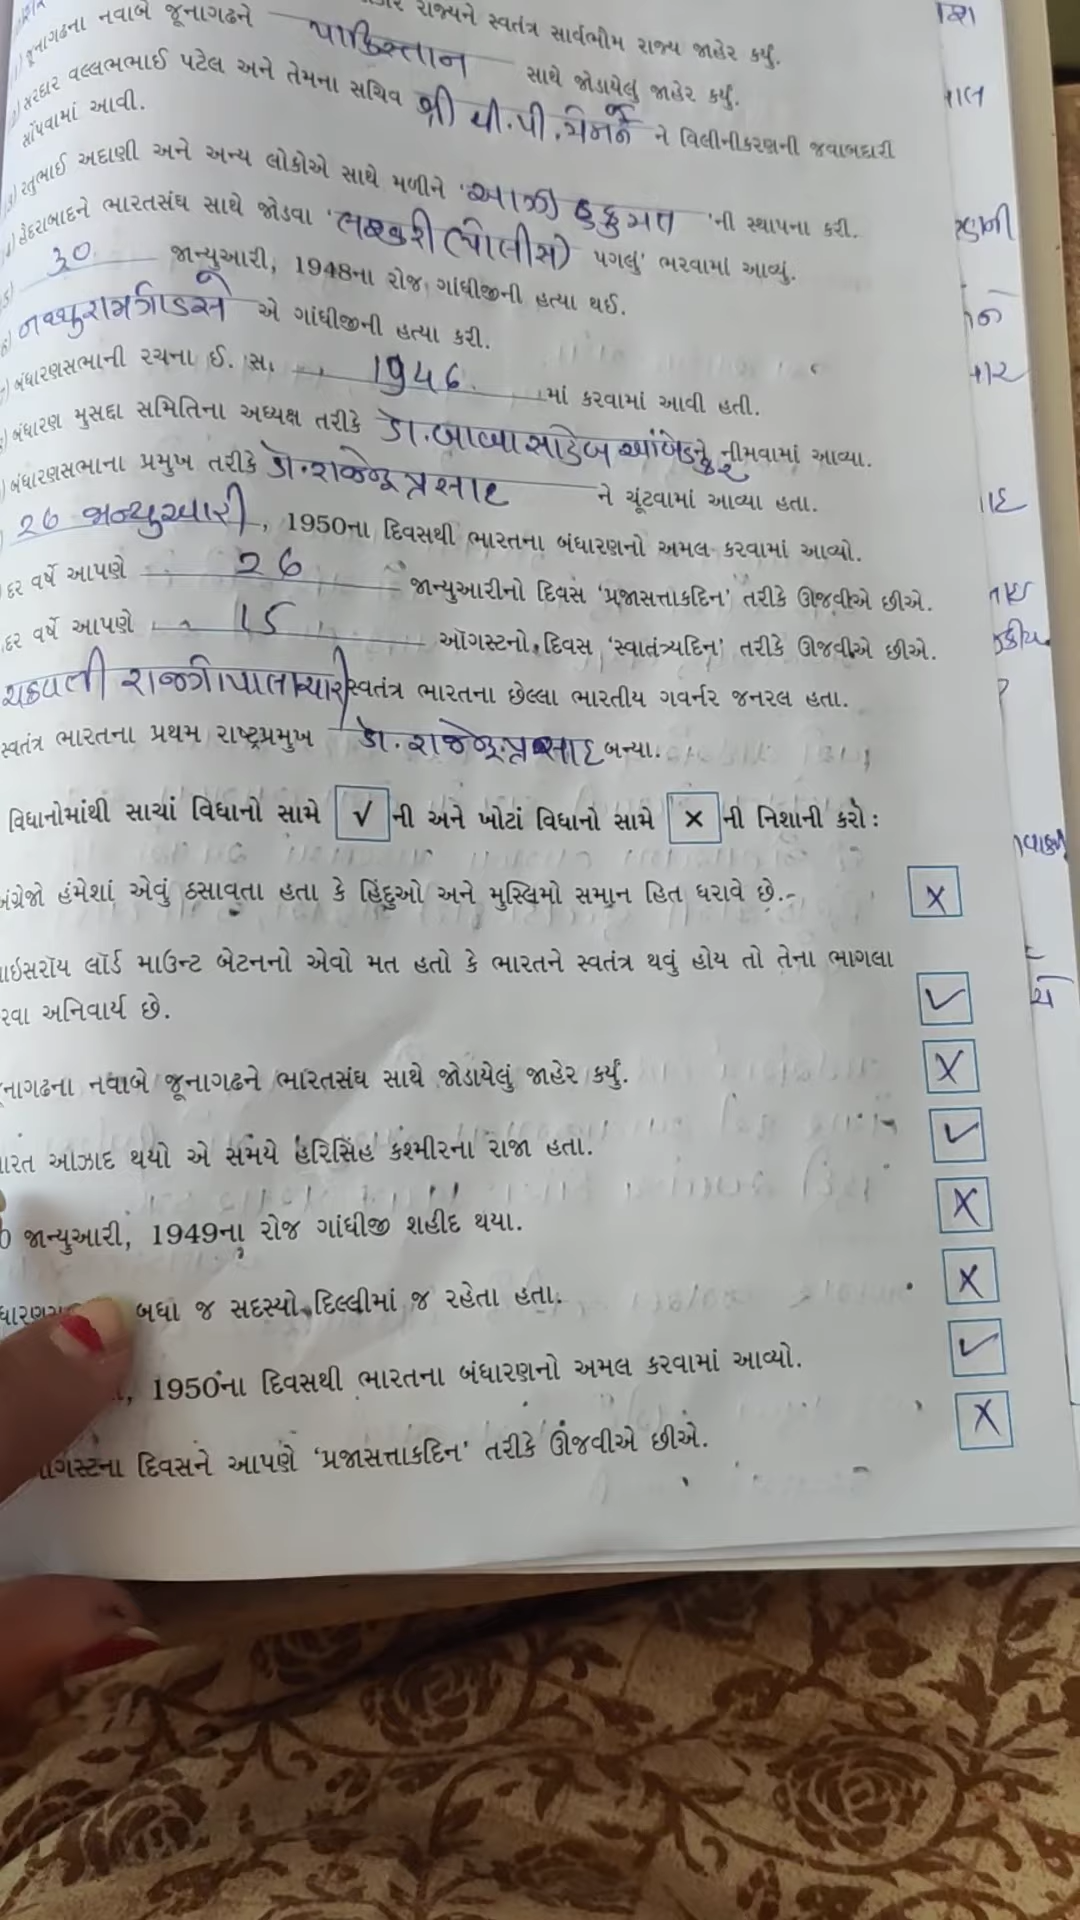 રાજ્યને સ્વતંત્ર સાર્વભૌમ રાજ્ય જાહેર કર્યું.
જૂનાગઢના નવાબે જૂનાગઢને પાકિસ્તાન સાથે જોડાયેલું જાહેર કર્યું.
સરદાર વલ્લભભાઈ પટેલ અને તેમના સચિવ શ્રી વી.પી.મેનન ને વિલીનીકરણની જવાબદારી
સોંપવામાં આવી.
રતુભાઈ અદાણી અને અન્ય લોકોએ સાથે મળીને 'આઝી હકુમત 'ની સ્થાપના કરી.
હૈદરાબાદને ભારતસંઘ સાથે જોડવા 'લશ્કરી (પોલીસ) પગલું' ભરવામાં આવ્યું.
30 જાન્યુઆરી, 1948ના રોજ ગાંધીજીની હત્યા થઈ.
નથ્થુરામ ગોડસે એ ગાંધીજીની હત્યા કરી.
બંધારણસભાની રચના ઈ. સ. 1946 માં કરવામાં આવી હતી.
બંધારણ મુસદ્દા સમિતિના અધ્યક્ષ તરીકે ડૉ.બાબાસાહેબ આંબેડકર ને નીમવામાં આવ્યા.
બંધારણસભાના પ્રમુખ તરીકે ડૉ.રાજેન્દ્ર પ્રસાદ ને ચૂંટવામાં આવ્યા હતા.
26 જાન્યુઆરી, 1950ના દિવસથી ભારતના બંધારણનો અમલ કરવામાં આવ્યો.
દર વર્ષે આપણે 26 જાન્યુઆરીનો દિવસ 'પ્રજાસત્તાકદિન' તરીકે ઊજવીએ છીએ.
દર વર્ષે આપણે 15 ઑગસ્ટનો દિવસ 'સ્વાતંત્ર્યદિન' તરીકે ઊજવીએ છીએ.
ચક્રવતી રાજગોપાલાચારી સ્વતંત્ર ભારતના છેલ્લા ભારતીય ગવર્નર જનરલ હતા.
સ્વતંત્ર ભારતના પ્રથમ રાષ્ટ્રપ્રમુખ ડૉ.રાજેન્દ્રપ્રસાદ બન્યા.
વિધાનોમાંથી સાચાં વિધાનો સામે ✓ ની અને ખોટાં વિધાનો સામે × ની નિશાની કરો :
અંગ્રેજો હંમેશાં એવું ઠસાવતા હતા કે હિંદુઓ અને મુસ્લિમો સમાન હિત ધરાવે છે. ×
ાઇસરૉય લૉર્ડ માઉન્ટ બેટનનો એવો મત હતો કે ભારતને સ્વતંત્ર થવું હોય તો તેના ભાગલા
રવા અનિવાર્ય છે. ✓
નાગઢના નવાબે જૂનાગઢને ભારતસંઘ સાથે જોડાયેલું જાહેર કર્યું. ×
ારત આઝાદ થયો એ સમયે હરિસિંહ કશ્મીરના રાજા હતા. ✓
0 જાન્યુઆરી, 1949ના રોજ ગાંધીજી શહીદ થયા. ×
બધા જ સદસ્યો દિલ્લીમાં જ રહેતા હતા. ×
, 1950ના દિવસથી ભારતના બંધારણનો અમલ કરવામાં આવ્યો. ✓
ગસ્ટના દિવસને આપણે 'પ્રજાસત્તાકદિન' તરીકે ઊજવીએ છીએ. ×